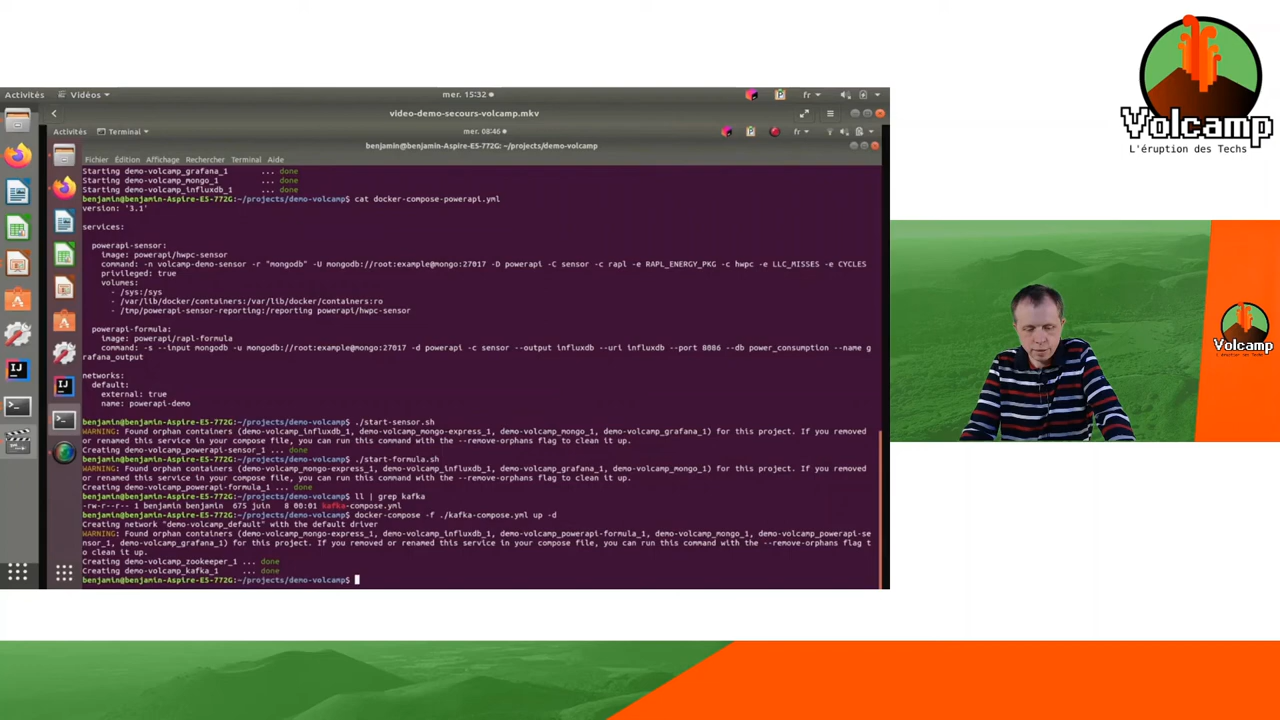 Volcamp
L'éruption des Techs
Activités Vidéos mer. 15:32 fr
video-demo-secours-volcamp.mkv
Activités Terminal mer. 08:46 fr
benjamin@benjamin-Aspire-E5-772G: ~/projects/demo-volcamp
Fichier Édition Affichage Rechercher Terminal Aide
Starting demo-volcamp_grafana_1 ... done
Starting demo-volcamp_mongo_1 ... done
Starting demo-volcamp_influxdb_1 ... done
benjamin@benjamin-Aspire-E5-772G:~/projects/demo-volcamp$ cat docker-compose-powerapi.yml
version: '3.1'
services:
powerapi-sensor:
image: powerapi/hwpc-sensor
command: -n volcamp-demo-sensor -r "mongodb" -U mongodb://root:example@mongo:27017 -D powerapi -C sensor -c rapl -e RAPL_ENERGY_PKG -c hwpc -e LLC_MISSES -e CYCLES
privileged: true
volumes:
- /sys:/sys
- /var/lib/docker/containers:/var/lib/docker/containers:ro
- /tmp/powerapi-sensor-reporting:/reporting powerapi/hwpc-sensor
powerapi-formula:
image: powerapi/rapl-formula
command: -s --input mongodb -u mongodb://root:example@mongo:27017 -d powerapi -c sensor --output influxdb --uri influxdb --port 8086 --db power_consumption --name g
rafana_output
networks:
default:
external: true
name: powerapi-demo
benjamin@benjamin-Aspire-E5-772G:~/projects/demo-volcamp$ ./start-sensor.sh
WARNING: Found orphan containers (demo-volcamp_influxdb_1, demo-volcamp_mongo-express_1, demo-volcamp_mongo_1, demo-volcamp_grafana_1) for this project. If you removed
or renamed this service in your compose file, you can run this command with the --remove-orphans flag to clean it up.
Creating demo-volcamp_powerapi-sensor_1 ... done
benjamin@benjamin-Aspire-E5-772G:~/projects/demo-volcamp$ ./start-formula.sh
WARNING: Found orphan containers (demo-volcamp_mongo-express_1, demo-volcamp_influxdb_1, demo-volcamp_grafana_1, demo-volcamp_mongo_1) for this project. If you removed
or renamed this service in your compose file, you can run this command with the --remove-orphans flag to clean it up.
Creating demo-volcamp_powerapi-formula_1 ... done
benjamin@benjamin-Aspire-E5-772G:~/projects/demo-volcamp$ ll | grep kafka
-rw-r--r-- 1 benjamin benjamin 675 juin 8 00:01 kafka-compose.yml
benjamin@benjamin-Aspire-E5-772G:~/projects/demo-volcamp$ docker-compose -f ./kafka-compose.yml up -d
Creating network "demo-volcamp_default" with the default driver
WARNING: Found orphan containers (demo-volcamp_mongo-express_1, demo-volcamp_influxdb_1, demo-volcamp_powerapi-formula_1, demo-volcamp_mongo_1, demo-volcamp_powerapi-se
nsor_1, demo-volcamp_grafana_1) for this project. If you removed or renamed this service in your compose file, you can run this command with the --remove-orphans flag t
o clean it up.
Creating demo-volcamp_zookeeper_1 ... done
Creating demo-volcamp_kafka_1 ... done
benjamin@benjamin-Aspire-E5-772G:~/projects/demo-volcamp$
Volcamp
L'éruption des Techs